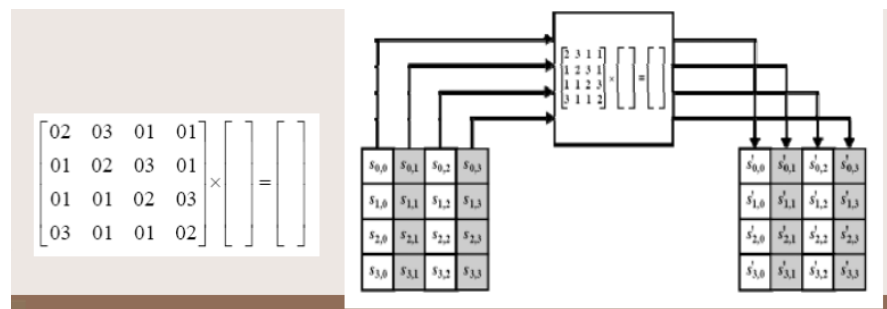 02 03 01 01
01 02 03 01
01 01 02 03
03 01 01 02
×
=
2 3 1 1
1 2 3 1
1 1 2 3
3 1 1 2
×
=
s0,0 s0,1 s0,2 s0,3
s1,0 s1,1 s1,2 s1,3
s2,0 s2,1 s2,2 s2,3
s3,0 s3,1 s3,2 s3,3
s'0,0 s'0,1 s'0,2 s'0,3
s'1,0 s'1,1 s'1,2 s'1,3
s'2,0 s'2,1 s'2,2 s'2,3
s'3,0 s'3,1 s'3,2 s'3,3